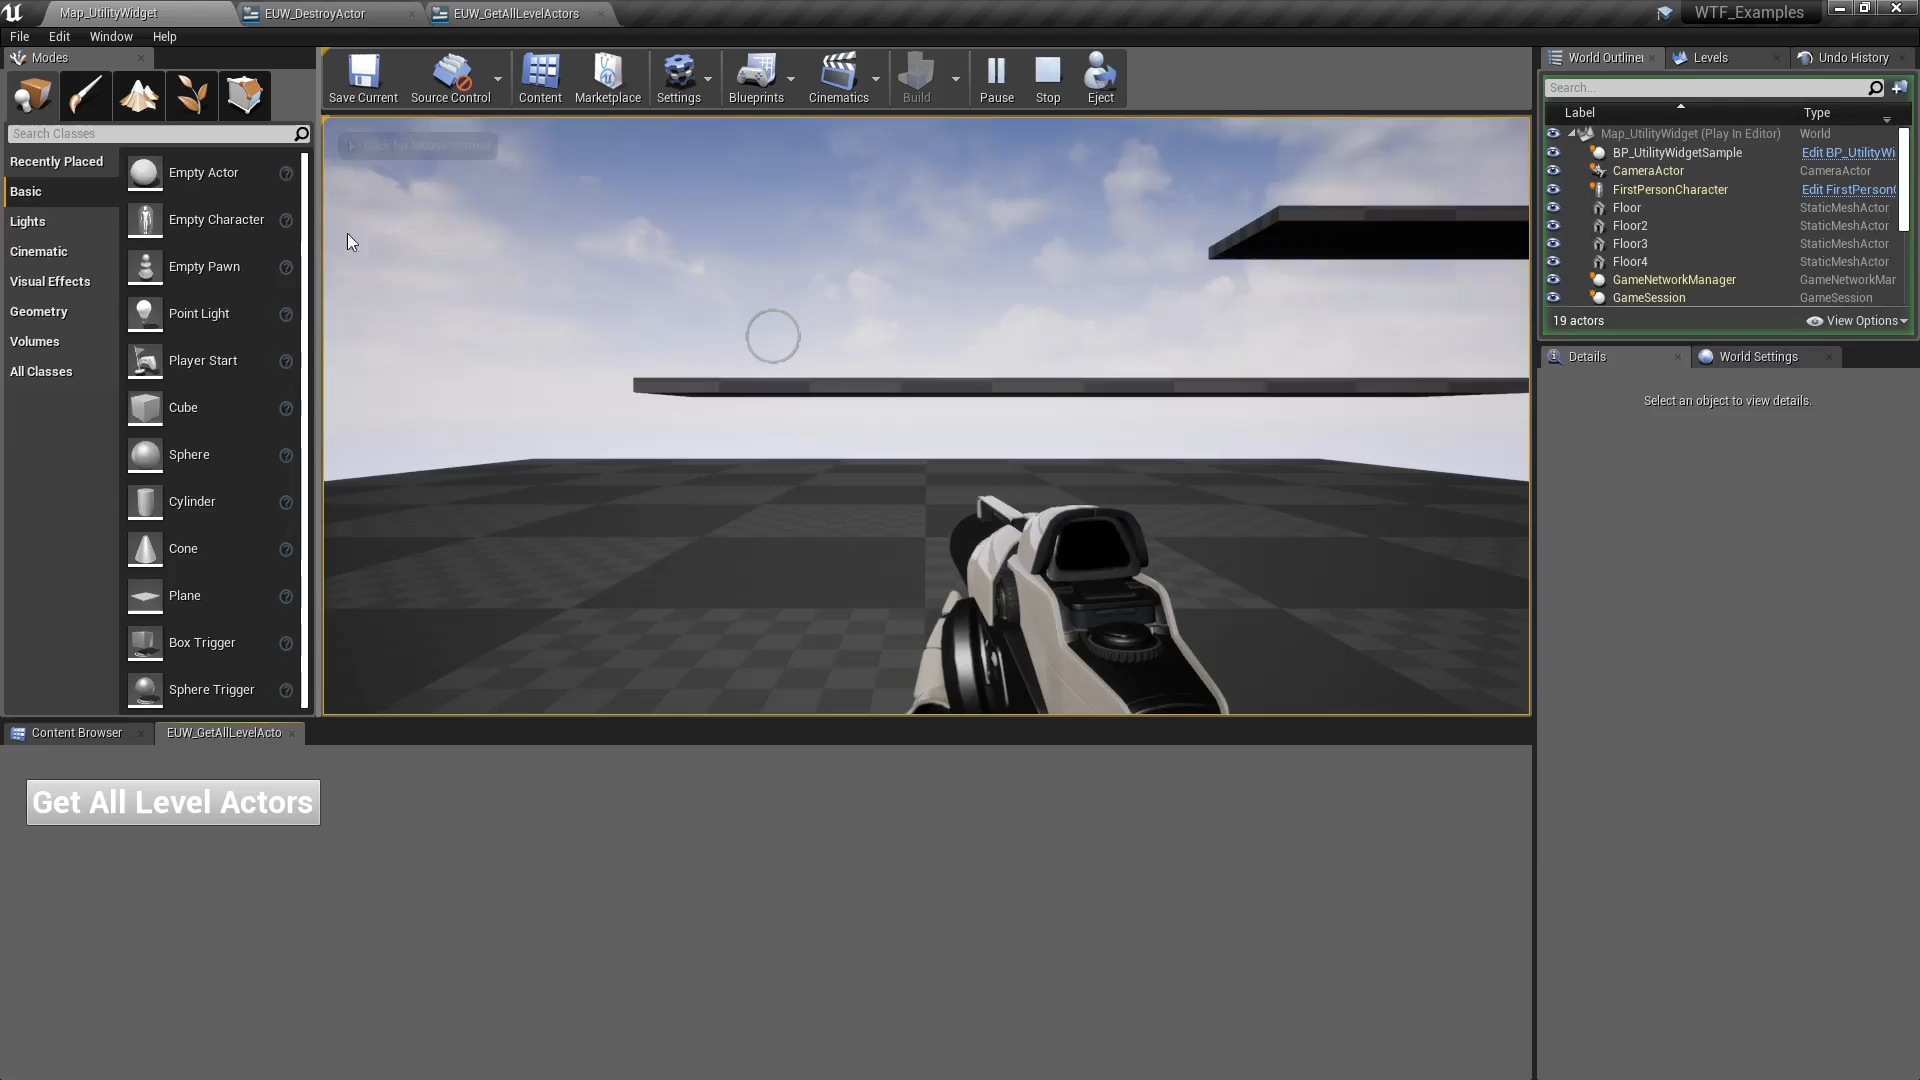 Map_UtilityWidget
EUW_DestroyActor
EUW_GetAllLevelActors
WTF_Examples
File Edit Window Help
Modes
Save Current
Source Control
Content
Marketplace
Settings
Blueprints
Cinematics
Build
Pause
Stop
Eject
Search Classes
Recently Placed
Basic
Lights
Cinematic
Visual Effects
Geometry
Volumes
All Classes
Empty Actor
Empty Character
Empty Pawn
Point Light
Player Start
Cube
Sphere
Cylinder
Cone
Plane
Box Trigger
Sphere Trigger
World Outliner
Levels
Undo History
Search...
Label Type
Map_UtilityWidget (Play In Editor) World
BP_UtilityWidgetSample Edit BP_UtilityWi
CameraActor CameraActor
FirstPersonCharacter Edit FirstPerson
Floor StaticMeshActor
Floor2 StaticMeshActor
Floor3 StaticMeshActor
Floor4 StaticMeshActor
GameNetworkManager GameNetworkMar
GameSession GameSession
19 actors View Options
Details
World Settings
Select an object to view details.
Content Browser
EUW_GetAllLevelActo
Get All Level Actors